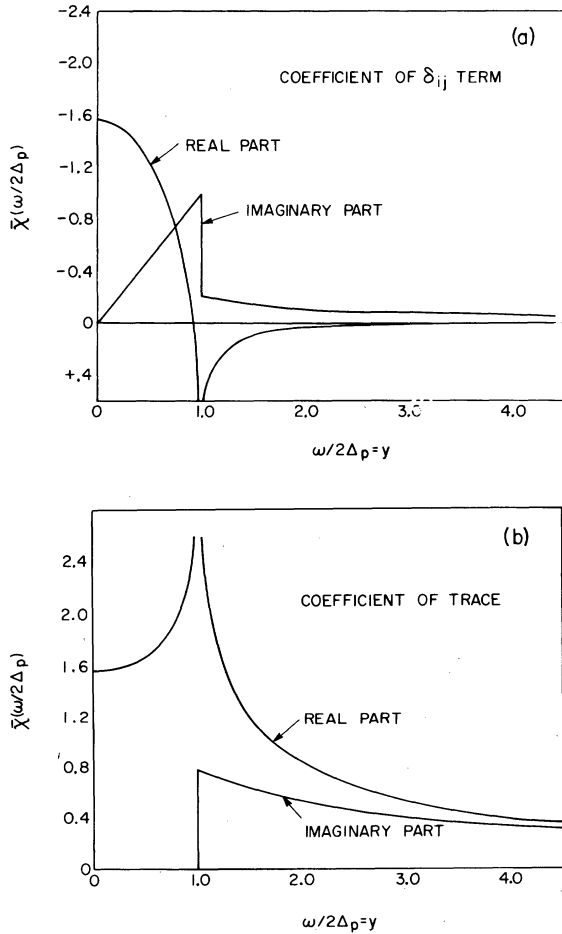 -2.4
(a)
-2.0
COEFFICIENT OF δij TERM
-1.6
REAL PART
-1.2
χ̄(ω/2Δp)
IMAGINARY PART
-0.8
-0.4
0
+.4
0 1.0 2.0 3.0 4.0
ω/2Δp=y
(b)
2.4
COEFFICIENT OF TRACE
2.0
1.6
χ̄(ω/2Δp)
1.2
REAL PART
0.8
IMAGINARY PART
0.4
0
0 1.0 2.0 3.0 4.0
ω/2Δp=y